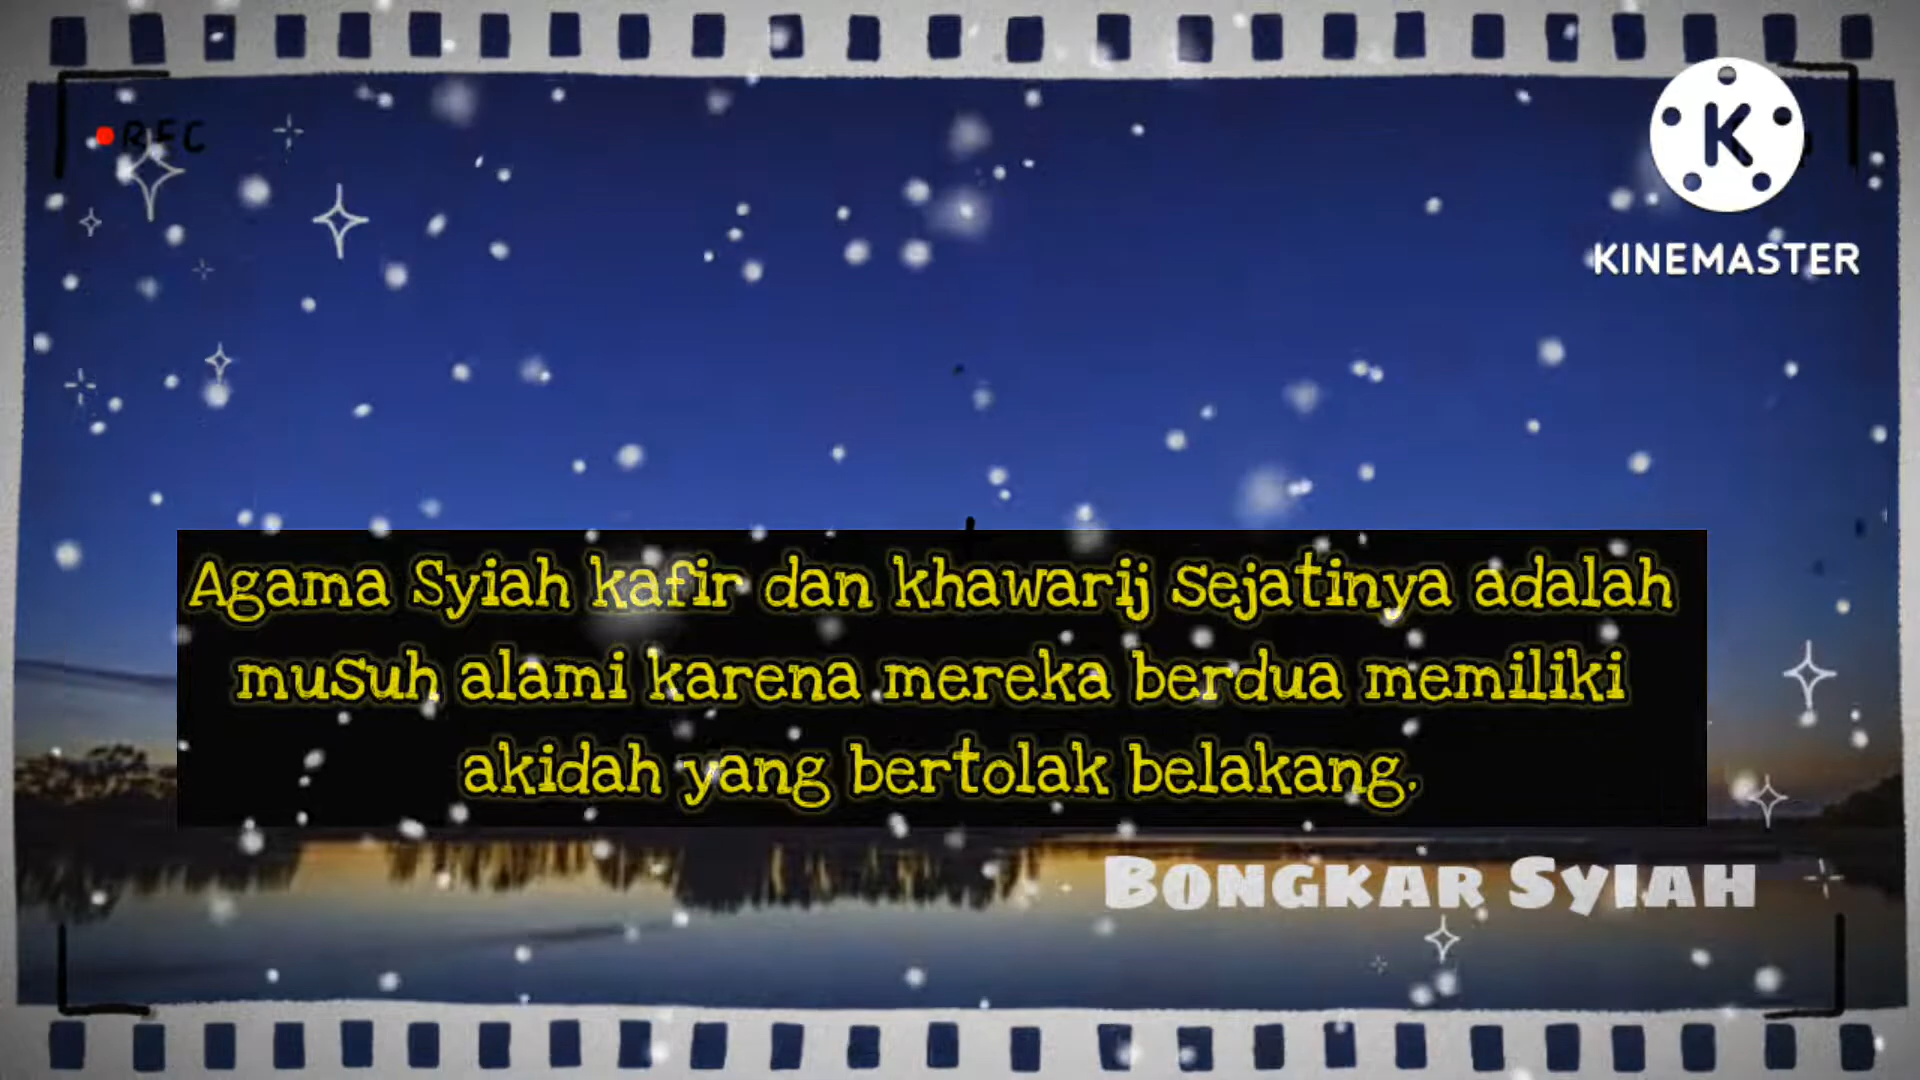 REC
KINEMASTER
Agama Syiah kafir dan khawarij sejatinya adalah
musuh alami karena mereka berdua memiliki
akidah yang bertolak belakang.
BONGKAR SYIAH